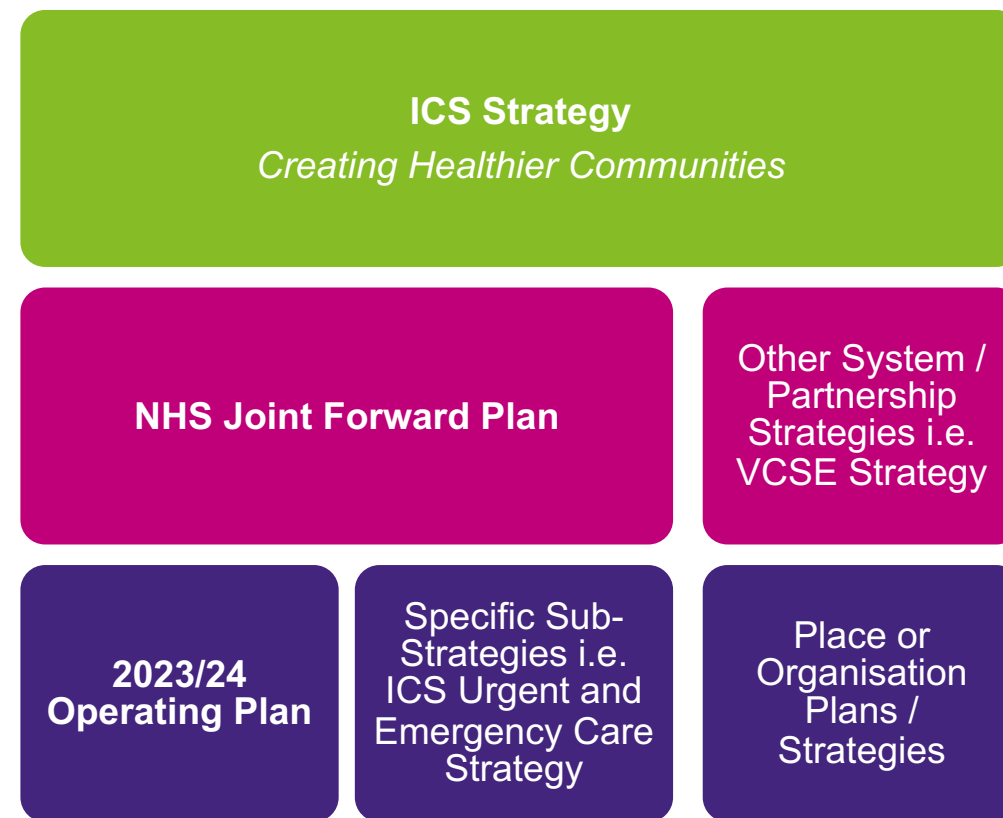 ICS Strategy
Creating Healthier Communities
NHS Joint Forward Plan
Other System /
Partnership
Strategies i.e.
VCSE Strategy
2023/24
Operating Plan
Specific Sub-
Strategies i.e.
ICS Urgent and
Emergency Care
Strategy
Place or
Organisation
Plans /
Strategies